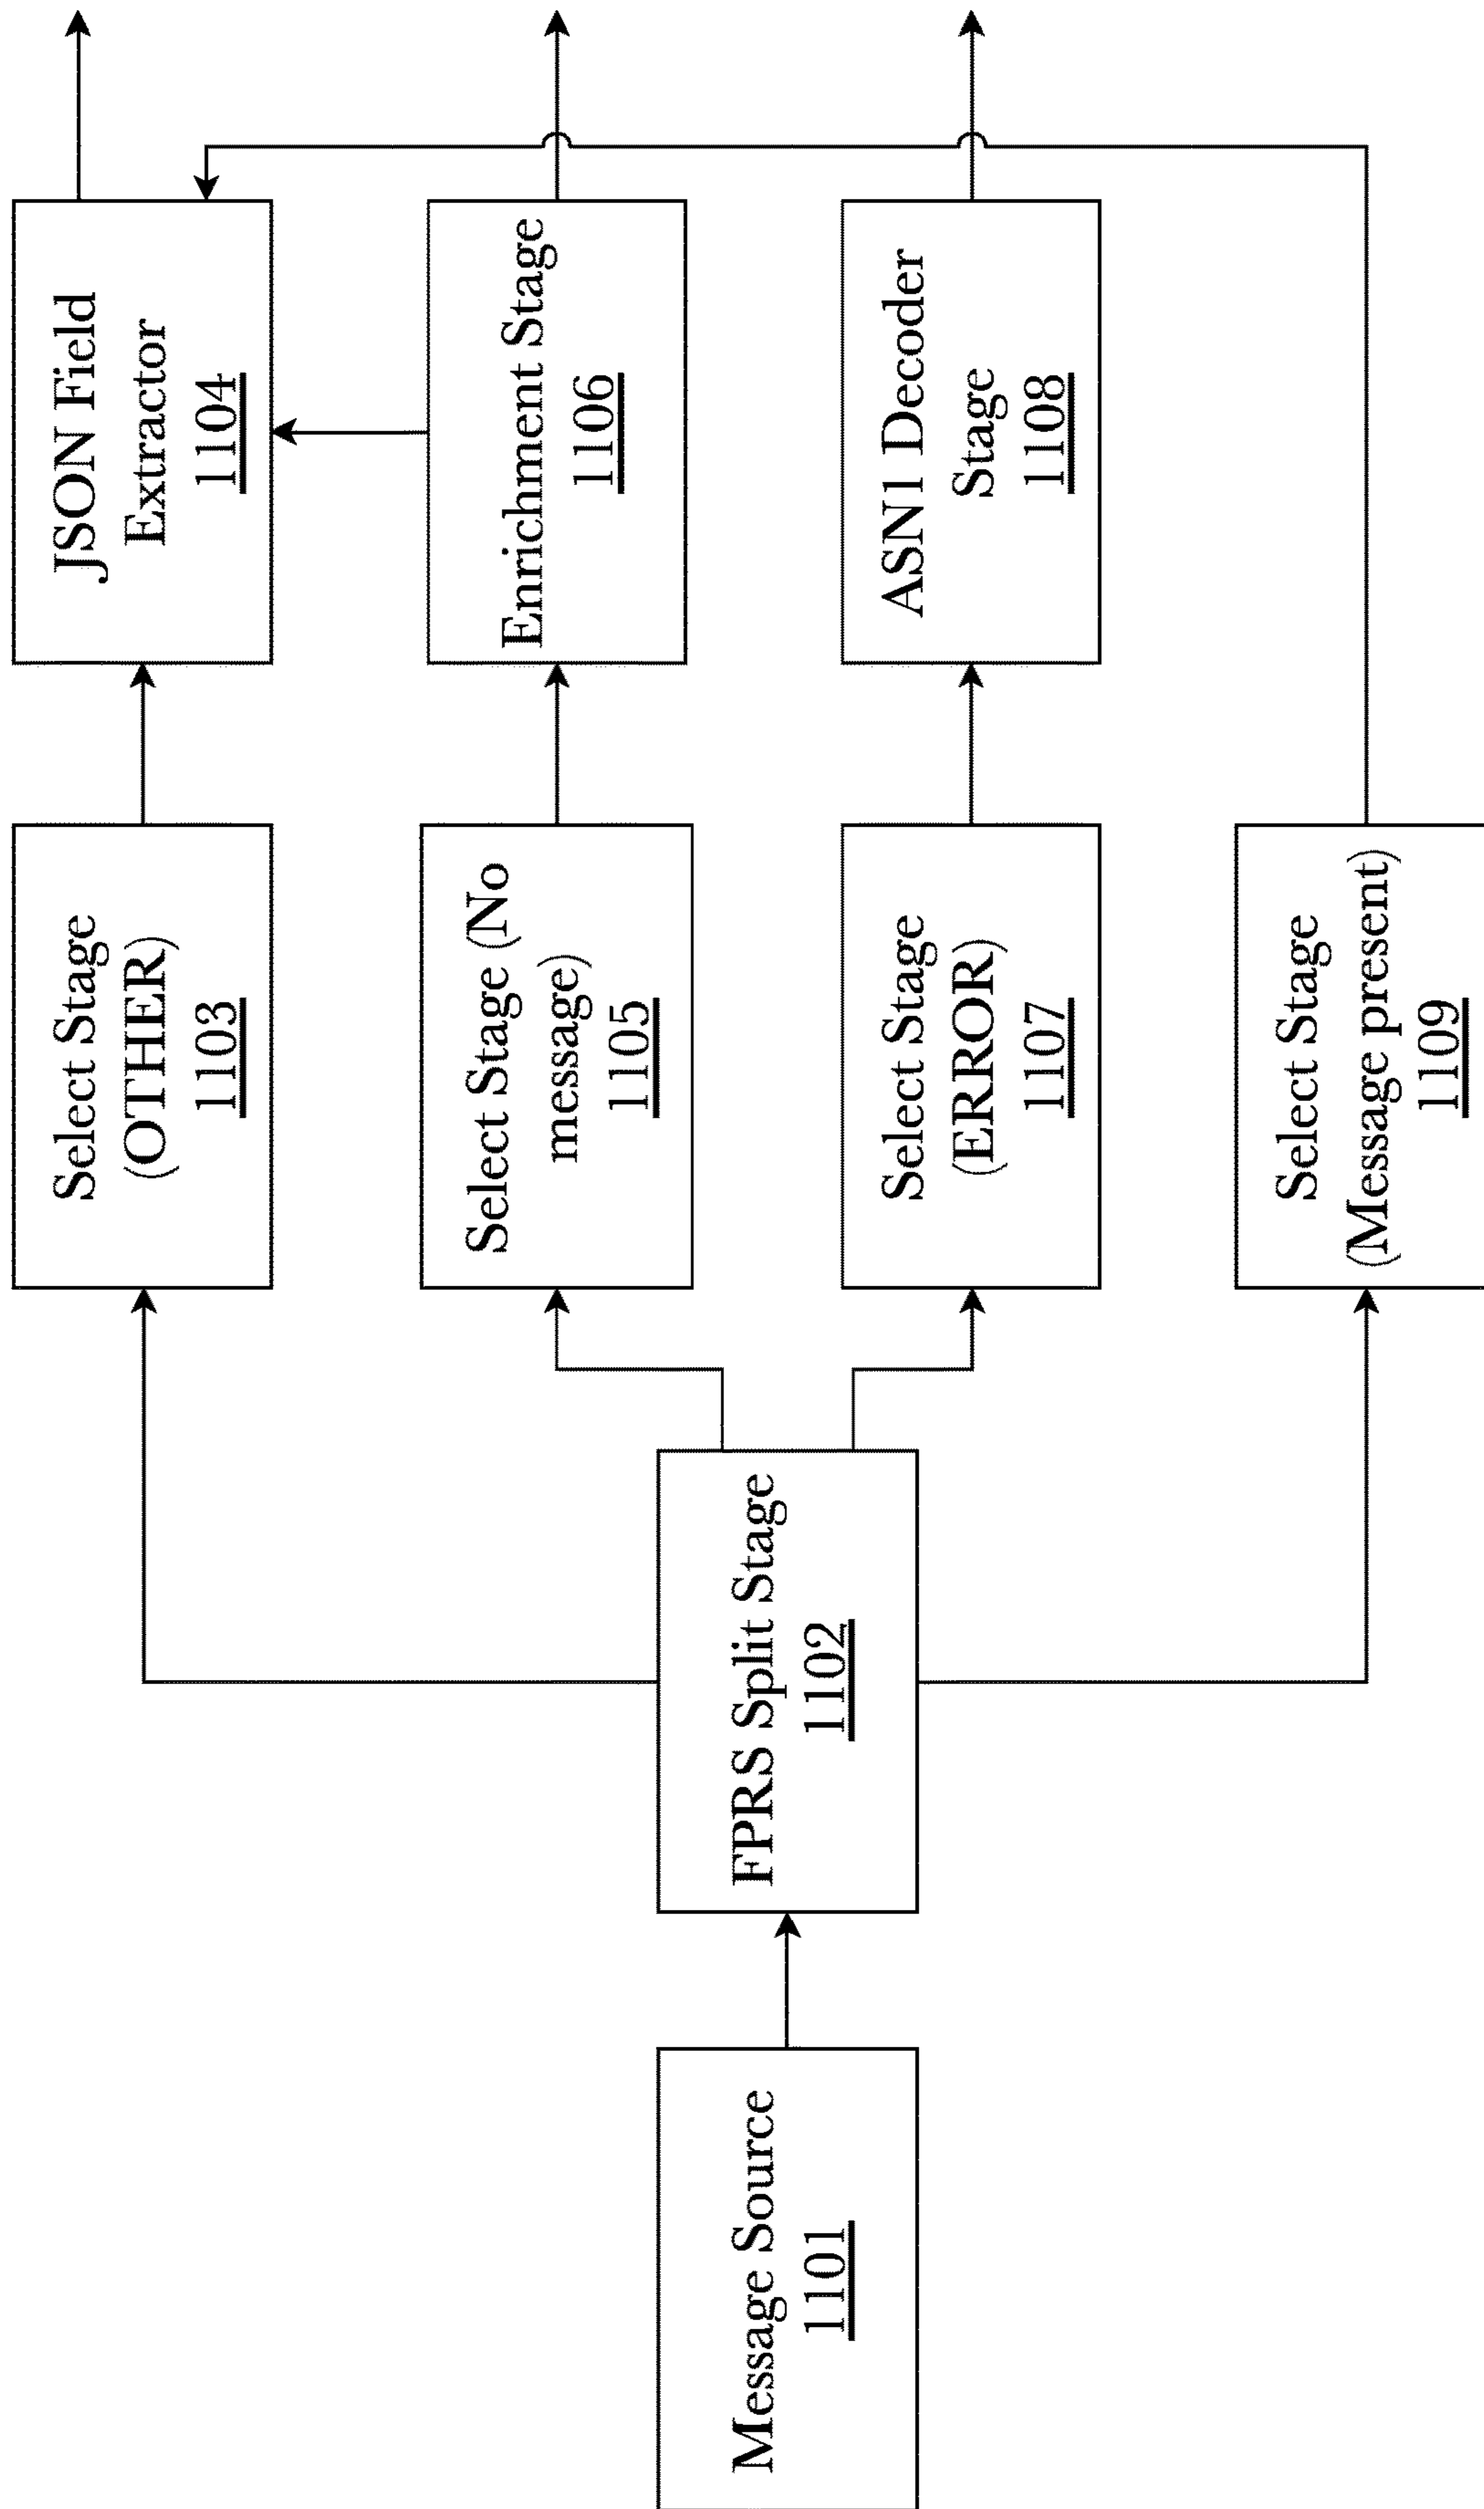 Message Source
1101
FPRS Split Stage
1102
Select Stage
(OTHER)
1103
JSON Field
Extractor
1104
Select Stage (No
message)
1105
Enrichment Stage
1106
Select Stage
(ERROR)
1107
ASN1 Decoder
Stage
1108
Select Stage
(Message present)
1109